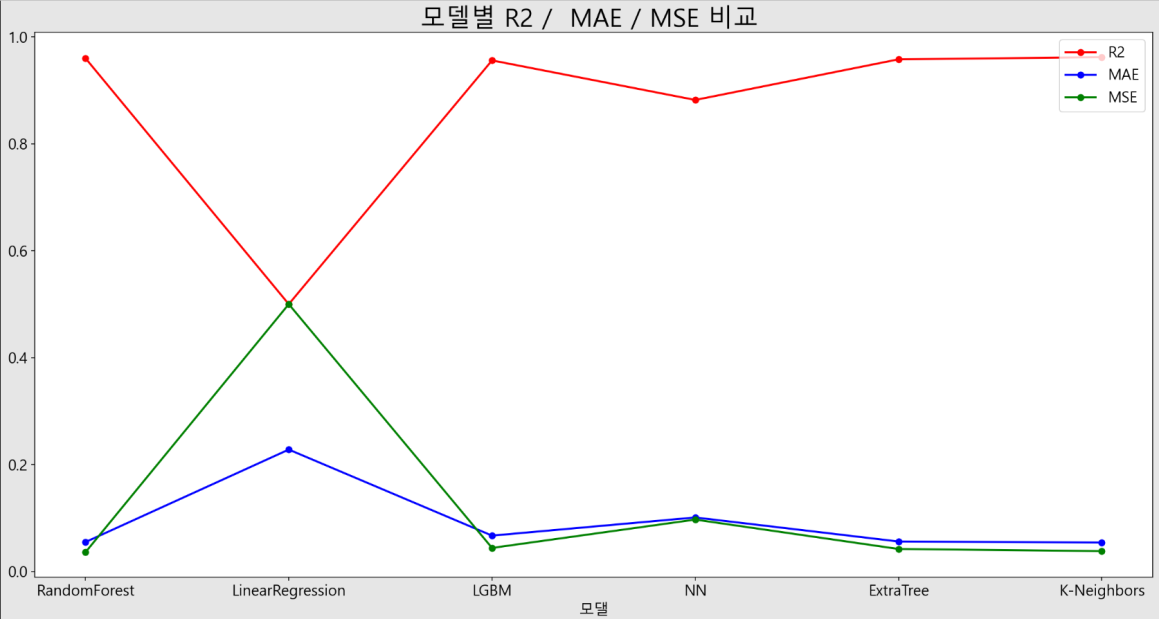 모델별 R2 /  MAE / MSE 비교
1.0
0.8
0.6
0.4
0.2
0.0
R2
MAE
MSE
RandomForest LinearRegression LGBM NN ExtraTree K-Neighbors
모댈